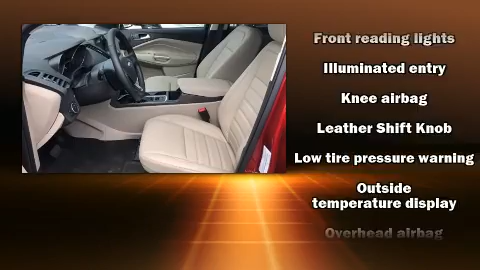 Front reading lights
Illuminated entry
Knee airbag
Leather Shift Knob
Low tire pressure warning
Outside
temperature display
Overhead airbag